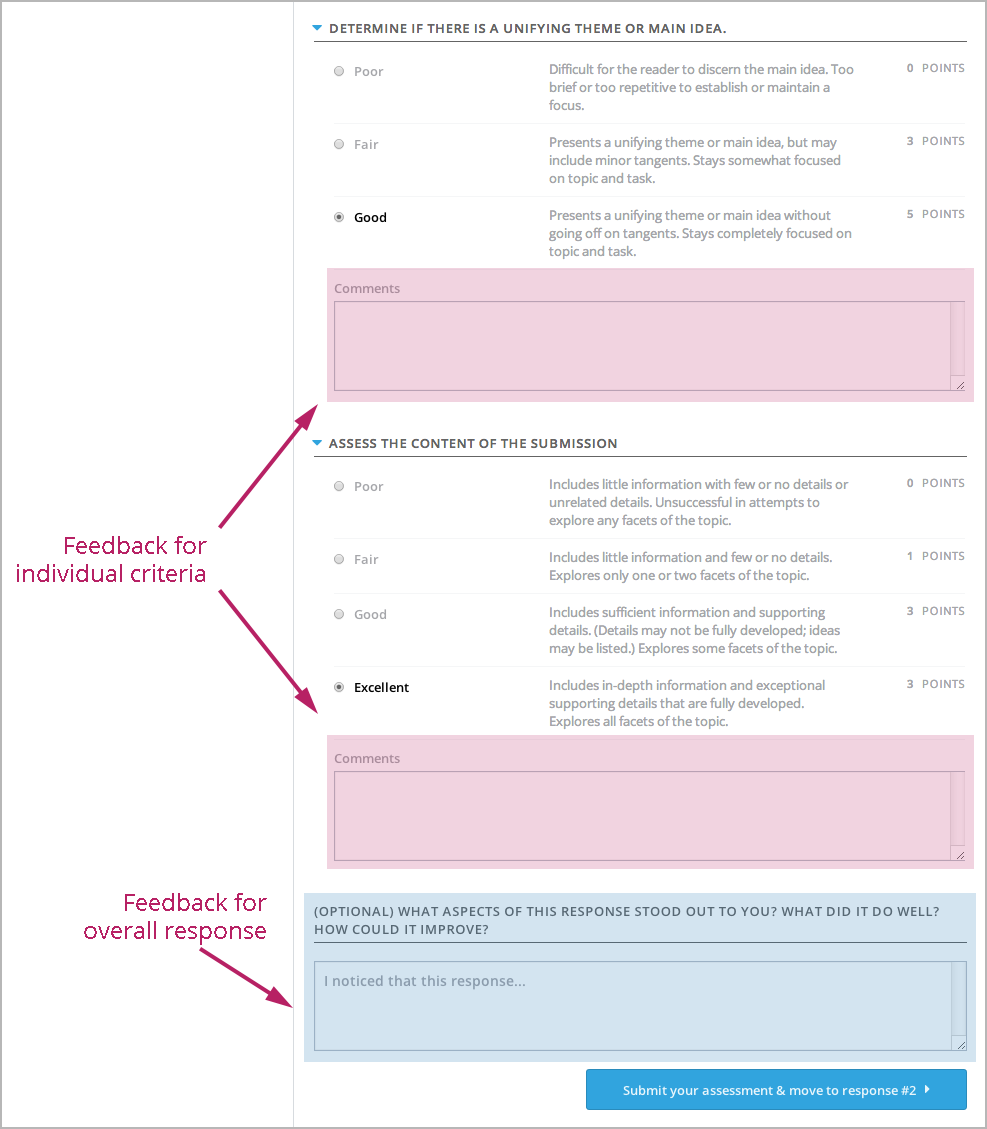 DETERMINE IF THERE IS A UNIFYING THEME OR MAIN IDEA.
Poor
Difficult for the reader to discern the main idea. Too
brief or too repetitive to establish or maintain a
focus.
0 POINTS
Fair
Presents a unifying theme or main idea, but may
include minor tangents. Stays somewhat focused
on topic and task.
3 POINTS
Good
Presents a unifying theme or main idea without
going off on tangents. Stays completely focused on
topic and task.
5 POINTS
Comments
ASSESS THE CONTENT OF THE SUBMISSION
Poor
Includes little information with few or no details or
unrelated details. Unsuccessful in attempts to
explore any facets of the topic.
0 POINTS
Feedback for
individual criteria
Fair
Includes little information and few or no details.
Explores only one or two facets of the topic.
1 POINTS
Good
Includes sufficient information and supporting
details. (Details may not be fully developed; ideas
may be listed.) Explores some facets of the topic.
3 POINTS
Excellent
Includes in-depth information and exceptional
supporting details that are fully developed.
Explores all facets of the topic.
3 POINTS
Comments
Feedback for
overall response
(OPTIONAL) WHAT ASPECTS OF THIS RESPONSE STOOD OUT TO YOU? WHAT DID IT DO WELL?
HOW COULD IT IMPROVE?
I noticed that this response...
Submit your assessment & move to response #2